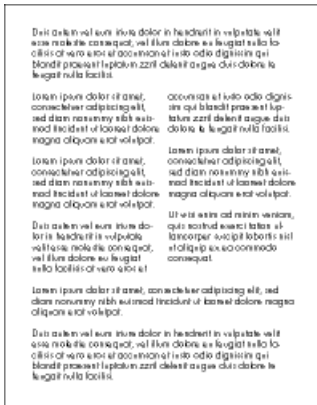 Duis autem vel eum iriure dolor in hendrerit in vulputate velit
esse molestie consequat, vel illum dolore eu feugiat nulla fa-
cilisis at vero eros et accumsan et iusto odio dignissim qui
blandit praesent luptatum zzril delenit augue duis dolore te
feugait nulla facilisi.
Lorem ipsum dolor sit amet,
consectetuer adipiscing elit,
sed diam nonummy nibh euis-
mod tincidunt ut laoreet dolore
magna aliquam erat volutpat.
Lorem ipsum dolor sit amet,
consectetuer adipiscing elit,
sed diam nonummy nibh euis-
mod tincidunt ut laoreet dolore
magna aliquam erat volutpat.
Duis autem vel eum iriure do-
lor in hendrerit in vulputate
velit esse molestie consequat,
vel illum dolore eu feugiat
nulla facilisis at vero eros et
accumsan et iusto odio dignis-
sim qui blandit praesent lup-
tatum zzril delenit augue duis
dolore te feugait nulla facilisi.
Lorem ipsum dolor sit amet,
consectetuer adipiscing elit,
sed diam nonummy nibh euis-
mod tincidunt ut laoreet dolore
magna aliquam erat volutpat.
Ut wisi enim ad minim veniam,
quis nostrud exerci tation ul-
lamcorper suscipit lobortis nisl
ut aliquip ex ea commodo
consequat.
Lorem ipsum dolor sit amet, consectetuer adipiscing elit, sed
diam nonummy nibh euismod tincidunt ut laoreet dolore magna
aliquam erat volutpat.
Duis autem vel eum iriure dolor in hendrerit in vulputate velit
esse molestie consequat, vel illum dolore eu feugiat nulla fa-
cilisis at vero eros et accumsan et iusto odio dignissim qui
blandit praesent luptatum zzril delenit augue duis dolore te
feugait nulla facilisi.